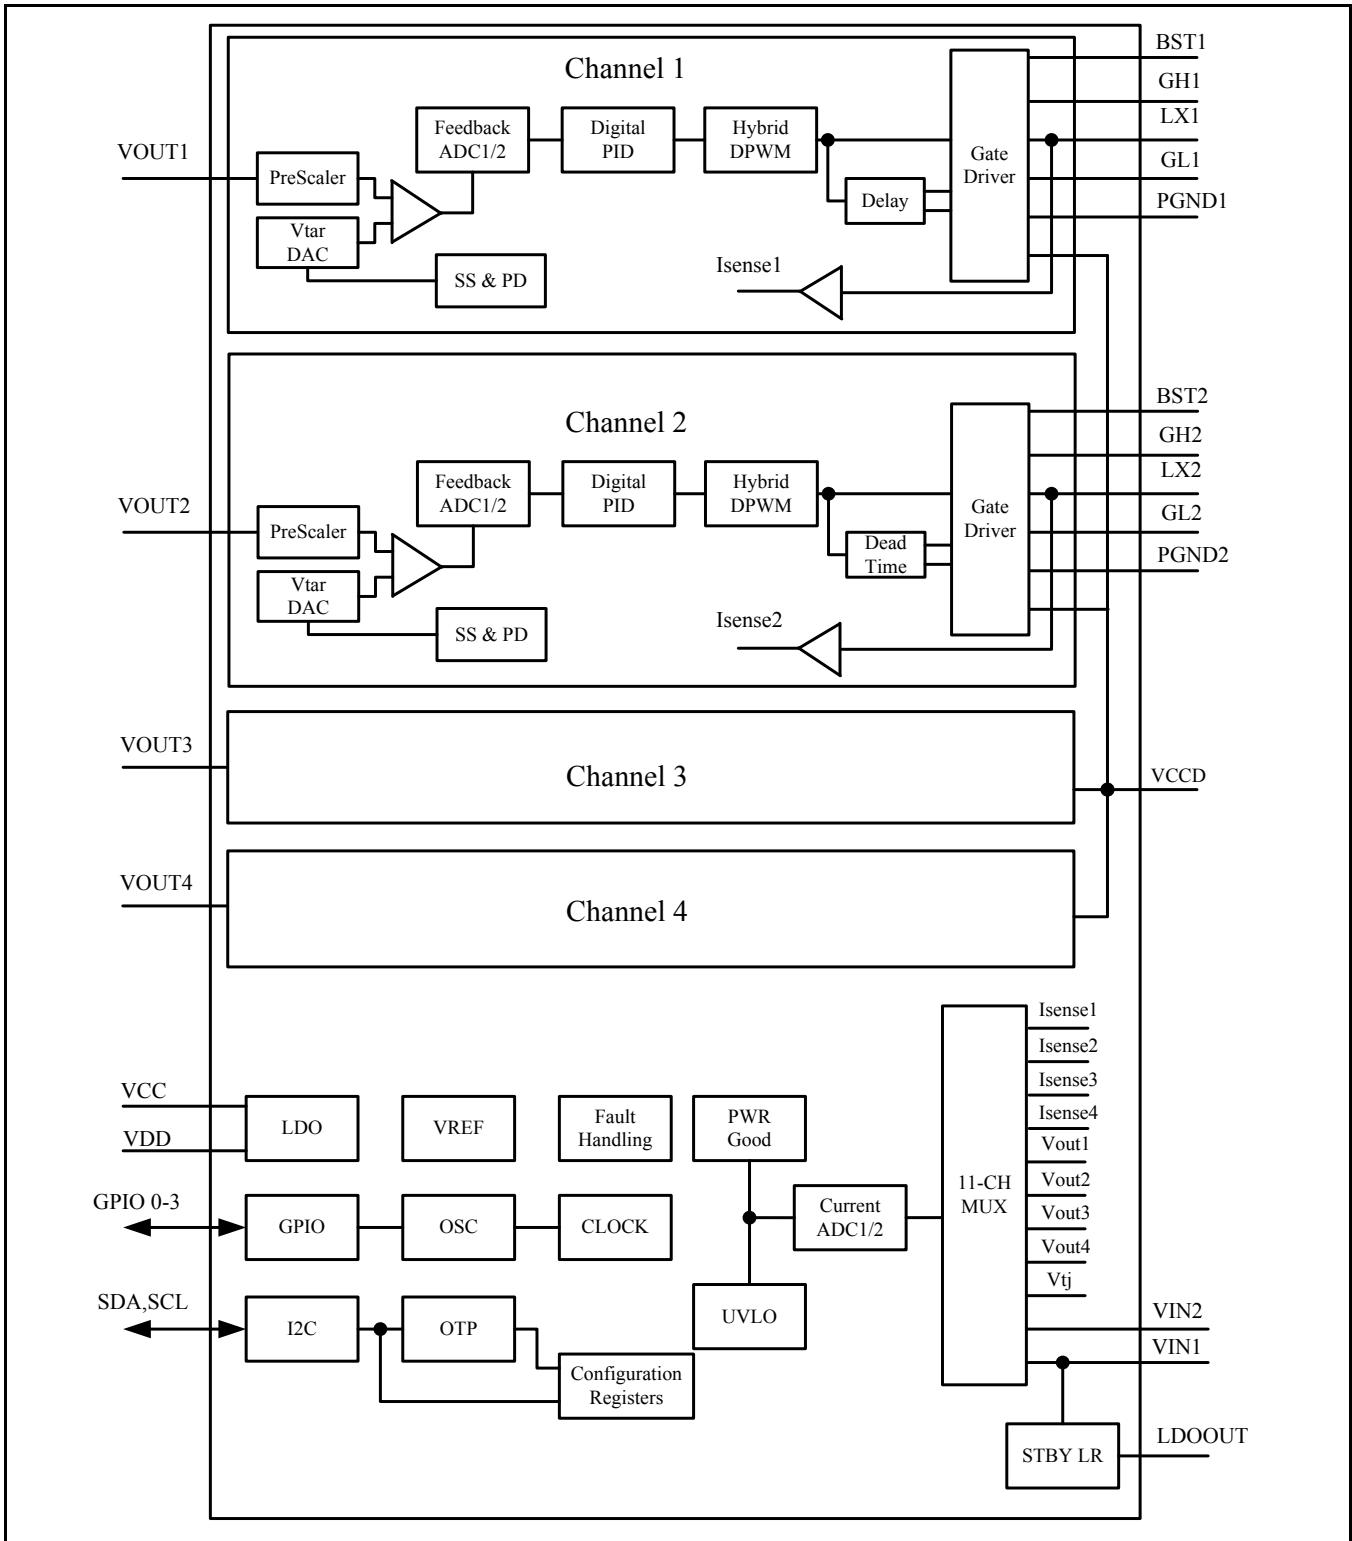 Channel 1
BST1
GH1
LX1
GL1
PGND1
VOUT1
PreScaler
Vtar
DAC
Feedback
ADC1/2
Digital
PID
Hybrid
DPWM
Delay
Gate
Driver
SS & PD
Isense1
Channel 2
BST2
GH2
LX2
GL2
PGND2
VOUT2
PreScaler
Vtar
DAC
Feedback
ADC1/2
Digital
PID
Hybrid
DPWM
Dead
Time
Gate
Driver
SS & PD
Isense2
VOUT3
Channel 3
VCCD
VOUT4
Channel 4
VCC
VDD
LDO
VREF
Fault
Handling
PWR
Good
GPIO 0-3
GPIO
OSC
CLOCK
Current
ADC1/2
11-CH
MUX
SDA,SCL
I2C
OTP
UVLO
Configuration
Registers
Isense1
Isense2
Isense3
Isense4
Vout1
Vout2
Vout3
Vout4
Vtj
VIN2
VIN1
STBY LR
LDOOUT